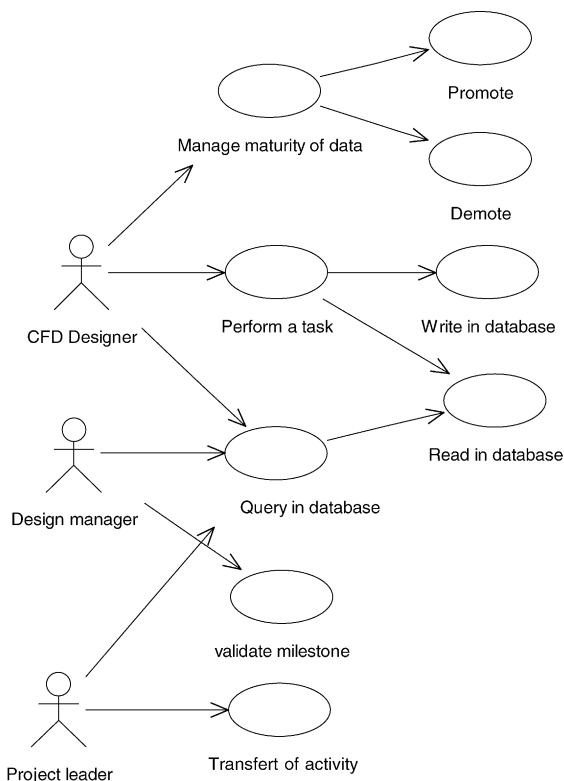 Promote
Manage maturity of data
Demote
CFD Designer
Perform a task
Write in database
Read in database
Design manager
Query in database
validate milestone
Project leader
Transfert of activity